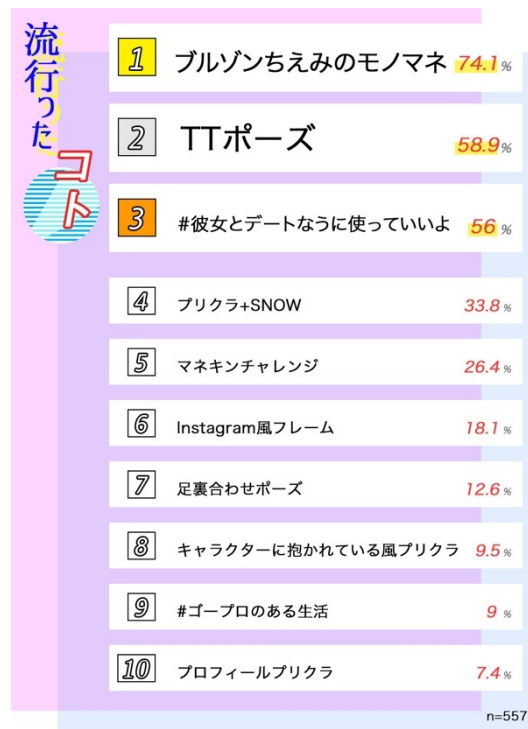 流行った
コト
1 ブルゾンちえみのモノマネ 74.1%
2 TTポーズ 58.9%
3 #彼女とデートなうに使っていいよ 56%
4 プリクラ+SNOW 33.8%
5 マネキンチャレンジ 26.4%
6 Instagram風フレーム 18.1%
7 足裏合わせポーズ 12.6%
8 キャラクターに抱かれている風プリクラ 9.5%
9 #ゴープロのある生活 9%
10 プロフィールプリクラ 7.4%
n=557